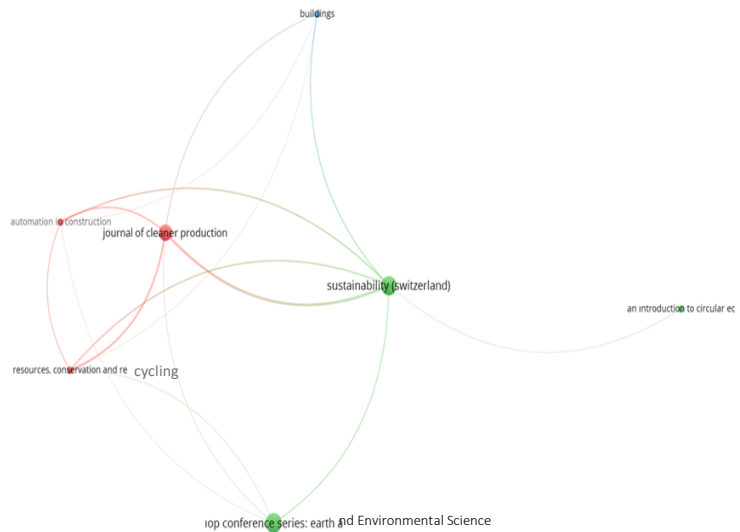 buildings
automation in construction
journal of cleaner production
sustainability (switzerland)
an introduction to circular ec
resources, conservation and re cycling
iop conference series: earth and Environmental Science